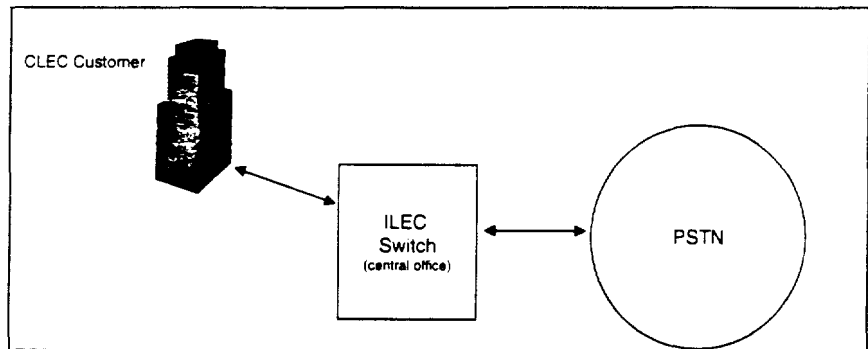 CLEC Customer
ILEC
Switch
(central office)
PSTN